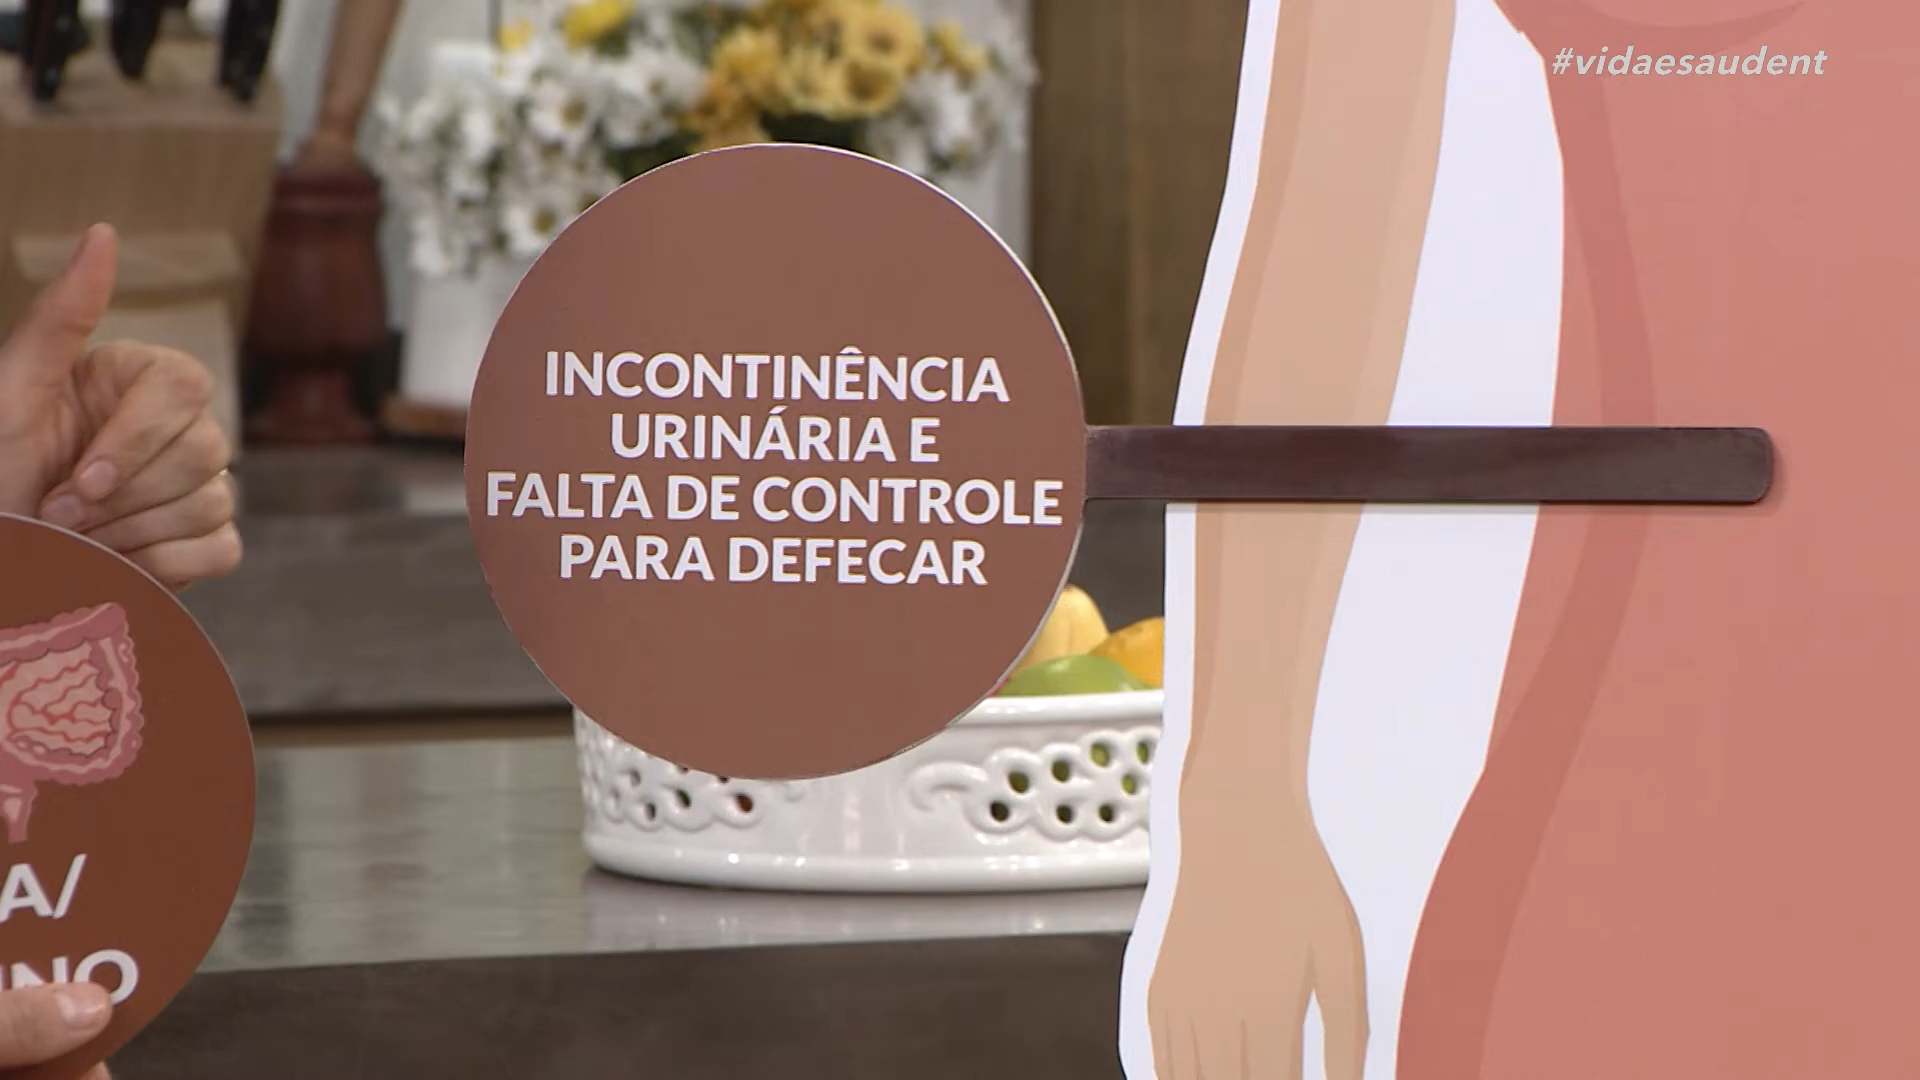 #vidaesaudent
INCONTINÊNCIA
URINÁRIA E
FALTA DE CONTROLE
PARA DEFECAR
A/